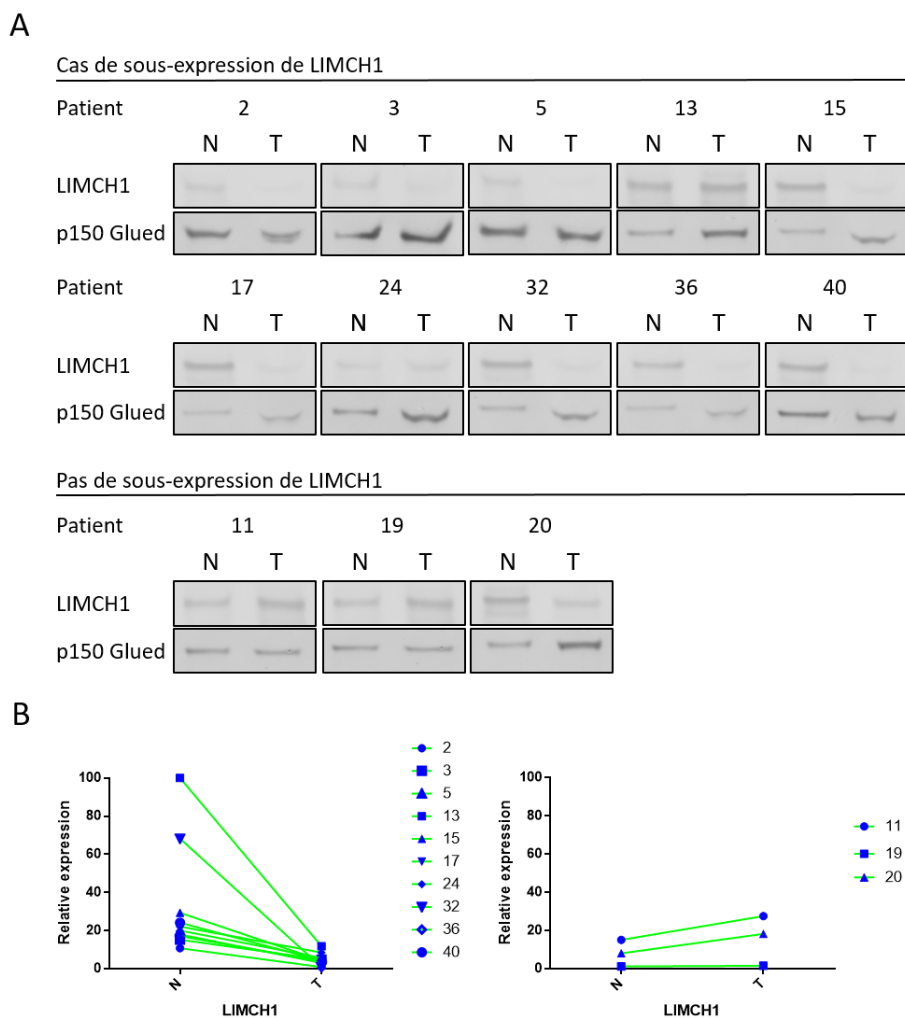 A
Cas de sous-expression de LIMCH1
Patient 2 3 5 13 15
N T N T N T N T N T
LIMCH1
p150 Glued
Patient 17 24 32 36 40
N T N T N T N T N T
LIMCH1
p150 Glued
Pas de sous-expression de LIMCH1
Patient 11 19 20
N T N T N T
LIMCH1
p150 Glued
B
Relative expression
100
80
60
40
20
0
N T
LIMCH1
2
3
5
13
15
17
24
32
36
40
Relative expression
100
80
60
40
20
0
N T
LIMCH1
11
19
20